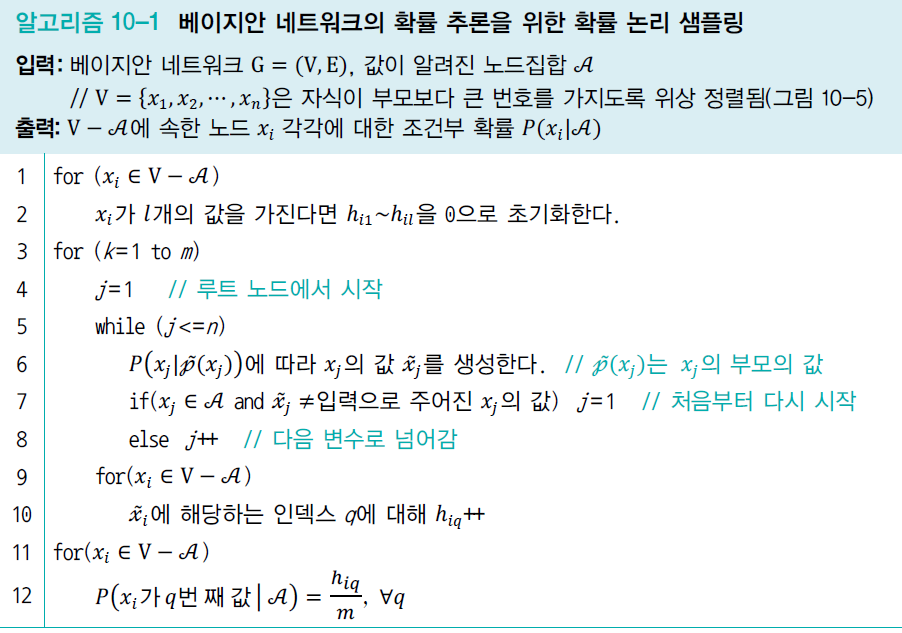 알고리즘 10-1 베이지안 네트워크의 확률 추론을 위한 확률 논리 샘플링
입력: 베이지안 네트워크 G = (V, E), 값이 알려진 노드집합 𝒜
// V = {x₁, x₂, ⋯, xₙ}은 자식이 부모보다 큰 번호를 가지도록 위상 정렬됨(그림 10-5)
출력: V − 𝒜에 속한 노드 xᵢ 각각에 대한 조건부 확률 P(xᵢ|𝒜)
1 for (xᵢ ∈ V − 𝒜)
2 xᵢ가 l개의 값을 가진다면 hᵢ₁~hᵢₗ을 0으로 초기화한다.
3 for (k=1 to m)
4 j=1 // 루트 노드에서 시작
5 while (j<=n)
6 P(xⱼ|𝓅̃(xⱼ))에 따라 xⱼ의 값 x̃ⱼ를 생성한다. // 𝓅̃(xⱼ)는 xⱼ의 부모의 값
7 if(xⱼ ∈ 𝒜 and x̃ⱼ ≠입력으로 주어진 xⱼ의 값) j=1 // 처음부터 다시 시작
8 else j++ // 다음 변수로 넘어감
9 for(xᵢ ∈ V − 𝒜)
10 x̃ᵢ에 해당하는 인덱스 q에 대해 h_iq++
11 for(xᵢ ∈ V − 𝒜)
12 P(xᵢ가 q번 째 값 | 𝒜) = h_iq/m, ∀q